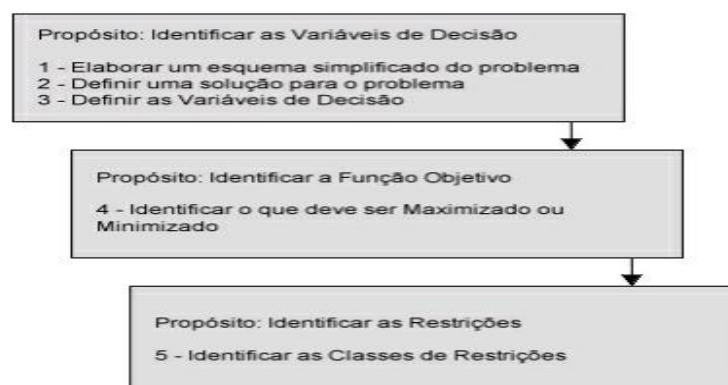 Propósito: Identificar as Variáveis de Decisão
1 - Elaborar um esquema simplificado do problema
2 - Definir uma solução para o problema
3 - Definir as Variáveis de Decisão
Propósito: Identificar a Função Objetivo
4 - Identificar o que deve ser Maximizado ou
Minimizado
Propósito: Identificar as Restrições
5 - Identificar as Classes de Restrições